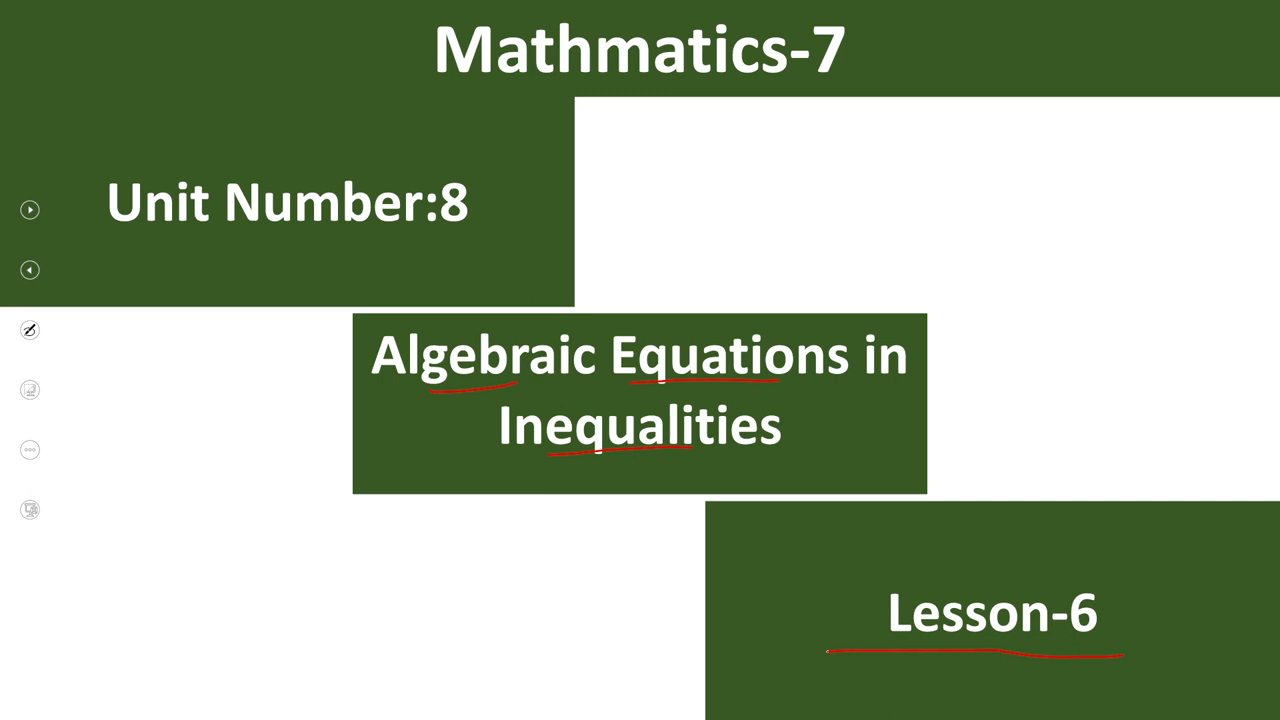 Mathmatics-7
Unit Number:8
Algebraic Equations in
Inequalities
Lesson-6